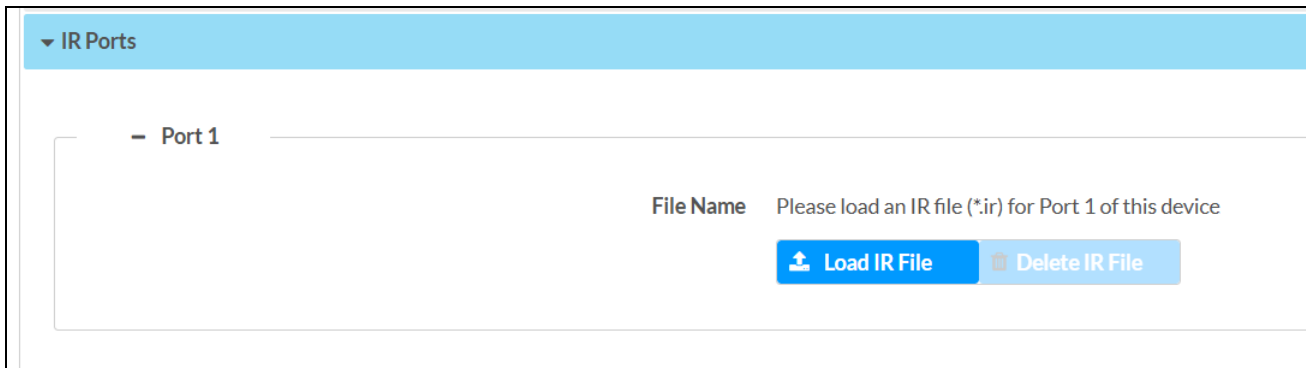 IR Ports
Port 1
File Name Please load an IR file (*.ir) for Port 1 of this device
Load IR File Delete IR File